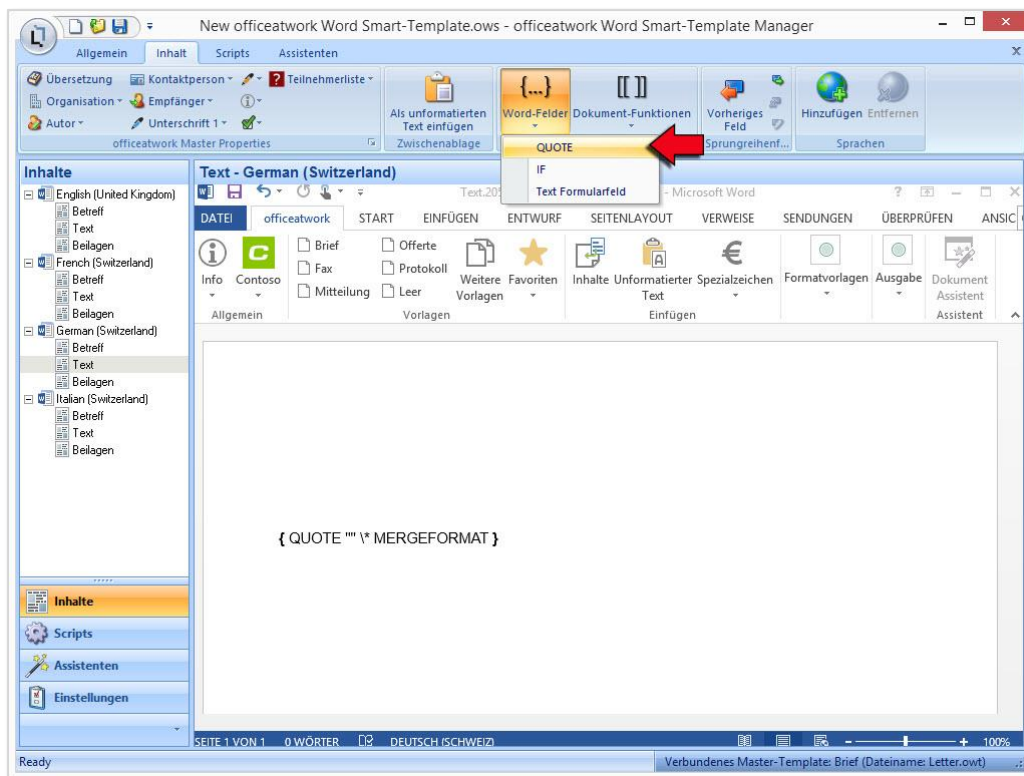 New officeatwork Word Smart-Template.ows - officeatwork Word Smart-Template Manager
Allgemein Inhalt Scripts Assistenten
Übersetzung Kontaktperson Teilnehmerliste
Organisation Empfänger
Autor Unterschrift 1
officeatwork Master Properties
Als unformatierten
Text einfügen
Zwischenablage
{...}
Word-Felder
[[ ]]
Dokument-Funktionen
Vorheriges
Feld
Sprungreihenf...
Hinzufügen Entfernen
Sprachen
QUOTE
IF
Text Formularfeld
Inhalte
English (United Kingdom)
Betreff
Text
Beilagen
French (Switzerland)
Betreff
Text
Beilagen
German (Switzerland)
Betreff
Text
Beilagen
Italian (Switzerland)
Betreff
Text
Beilagen
Inhalte
Scripts
Assistenten
Einstellungen
Text - German (Switzerland)
Text.20 - Microsoft Word
DATEI officeatwork START EINFÜGEN ENTWURF SEITENLAYOUT VERWEISE SENDUNGEN ÜBERPRÜFEN ANSIC
Info
Contoso
Allgemein
Brief Offerte
Fax Protokoll
Mitteilung Leer
Weitere
Vorlagen
Favoriten
Vorlagen
Inhalte
Unformatierter
Text
Spezialzeichen
Einfügen
Formatvorlagen
Ausgabe
Dokument
Assistent
Assistent
{ QUOTE "" \* MERGEFORMAT }
SEITE 1 VON 1 0 WÖRTER DEUTSCH (SCHWEIZ) 100%
Ready Verbundenes Master-Template: Brief (Dateiname: Letter.owt)